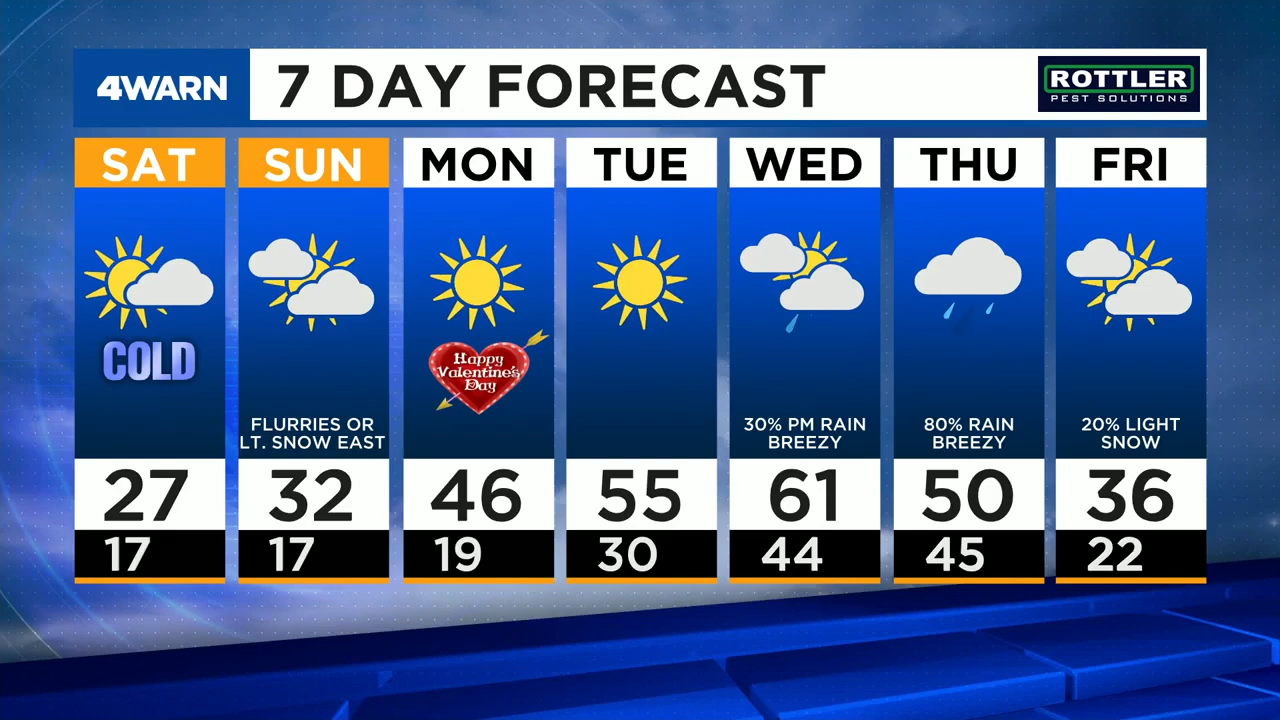 4WARN
7 DAY FORECAST
ROTTLER
PEST SOLUTIONS
SAT
COLD
27
17
SUN
FLURRIES OR
LT. SNOW EAST
32
17
MON
Happy
Valentine's
Day
46
19
TUE
55
30
WED
30% PM RAIN
BREEZY
61
44
THU
80% RAIN
BREEZY
50
45
FRI
20% LIGHT
SNOW
36
22